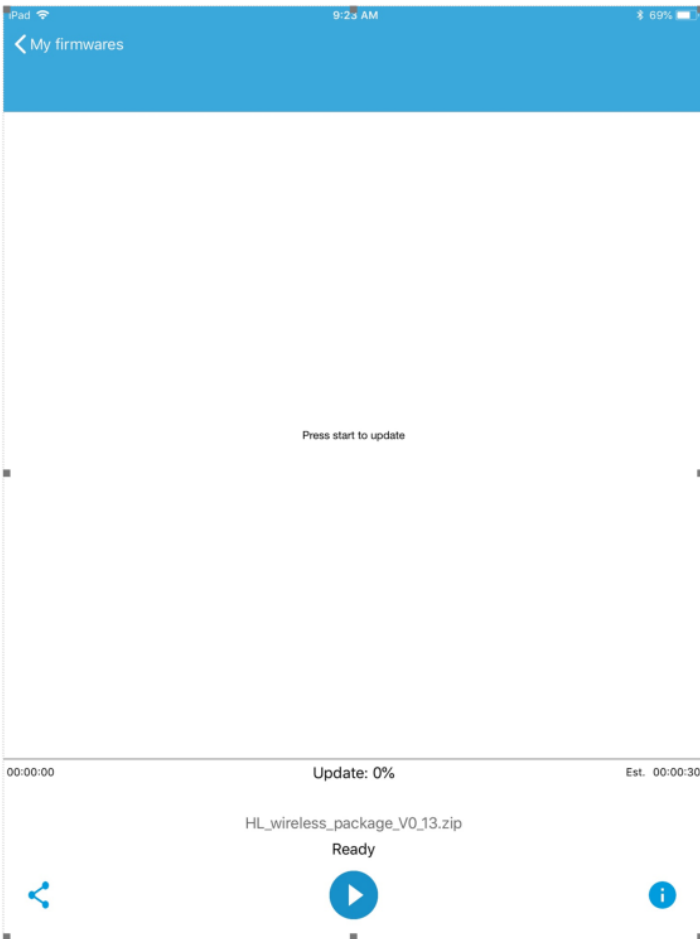 iPad 9:23 AM 69%
My firmwares
Press start to update
00:00:00 Update: 0% Est. 00:00:30
HL_wireless_package_V0_13.zip
Ready